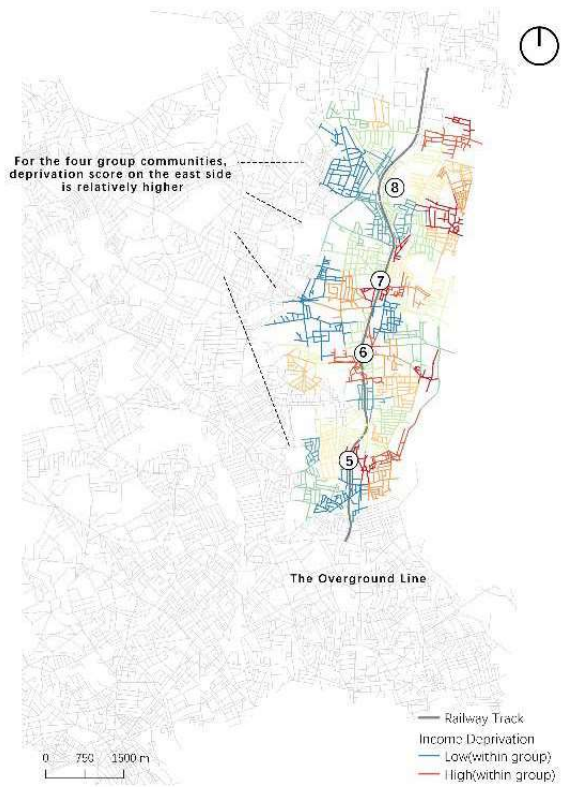 For the four group communities,
deprivation score on the east side
is relatively higher
8
7
6
5
The Overground Line
Railway Track
Income Deprivation
Low(within group)
High(within group)
0 750 1500 m